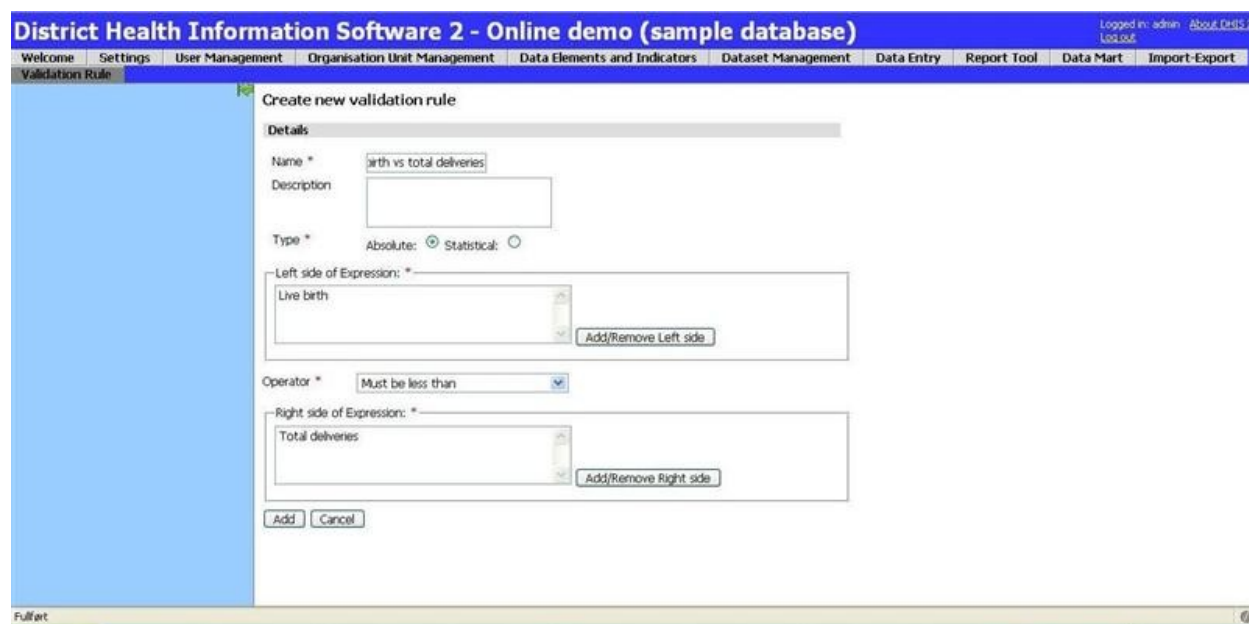 District Health Information Software 2 - Online demo (sample database)
Logged in: admin About DHIS 2
Log out
Welcome Settings User Management Organisation Unit Management Data Elements and Indicators Dataset Management Data Entry Report Tool Data Mart Import-Export
Validation Rule
Create new validation rule
Details
Name * birth vs total deliveries
Description
Type * Absolute: Statistical:
Left side of Expression: *
Live birth
Add/Remove Left side
Operator * Must be less than
Right side of Expression: *
Total deliveries
Add/Remove Right side
Add Cancel
Fullført